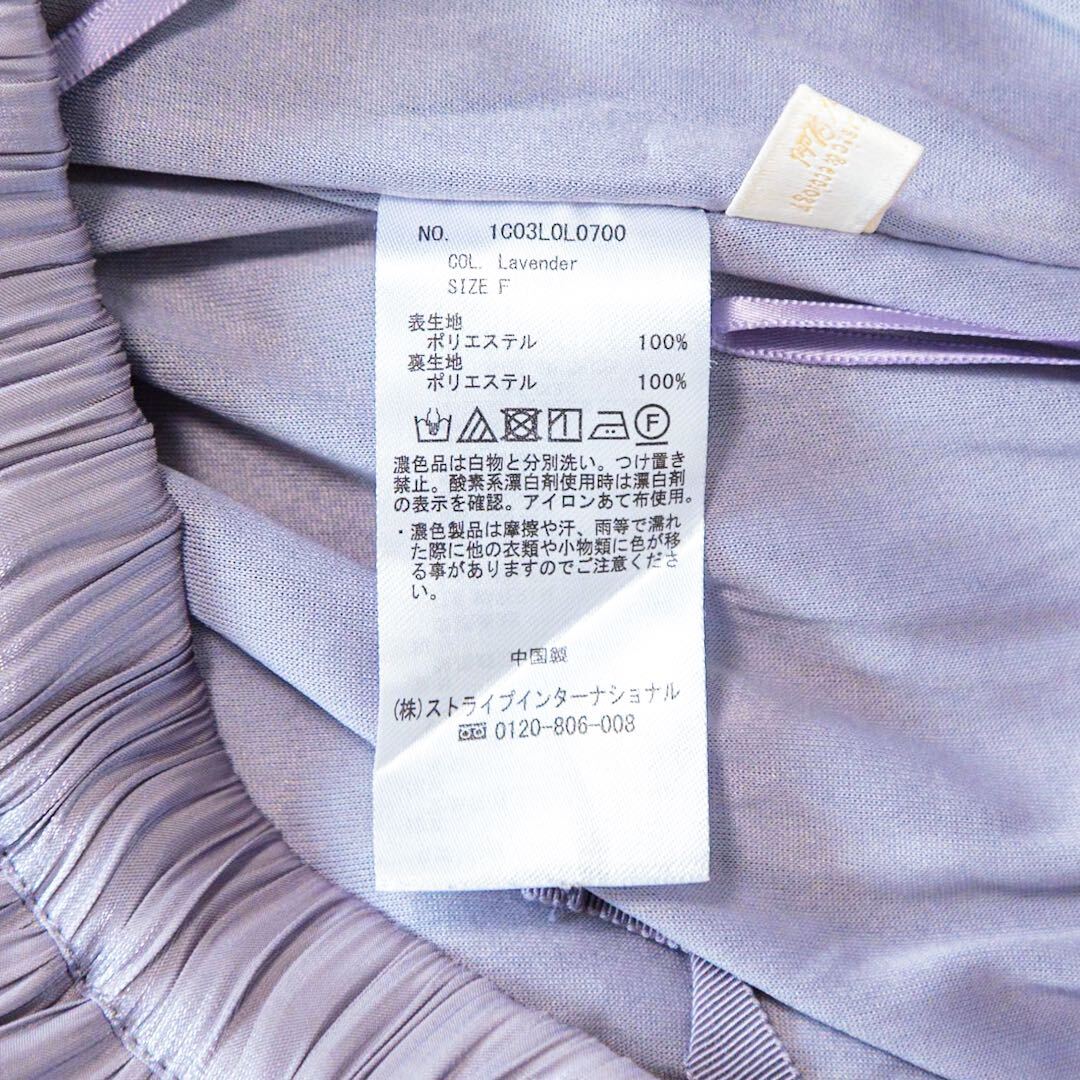 NO. 1C03L0L0700
COL. Lavender
SIZE F
表生地
ポリエステル 100%
裏生地
ポリエステル 100%
F
濃色品は白物と分別洗い。つけ置き
禁止。酸素系漂白剤使用時は漂白剤
の表示を確認。アイロンあて布使用。
・濃色製品は摩擦や汗、雨等で濡れ
た際に他の衣類や小物類に色が移
る事がありますのでご注意くださ
い。
中国製
(株)ストライプインターナショナル
0120-806-008